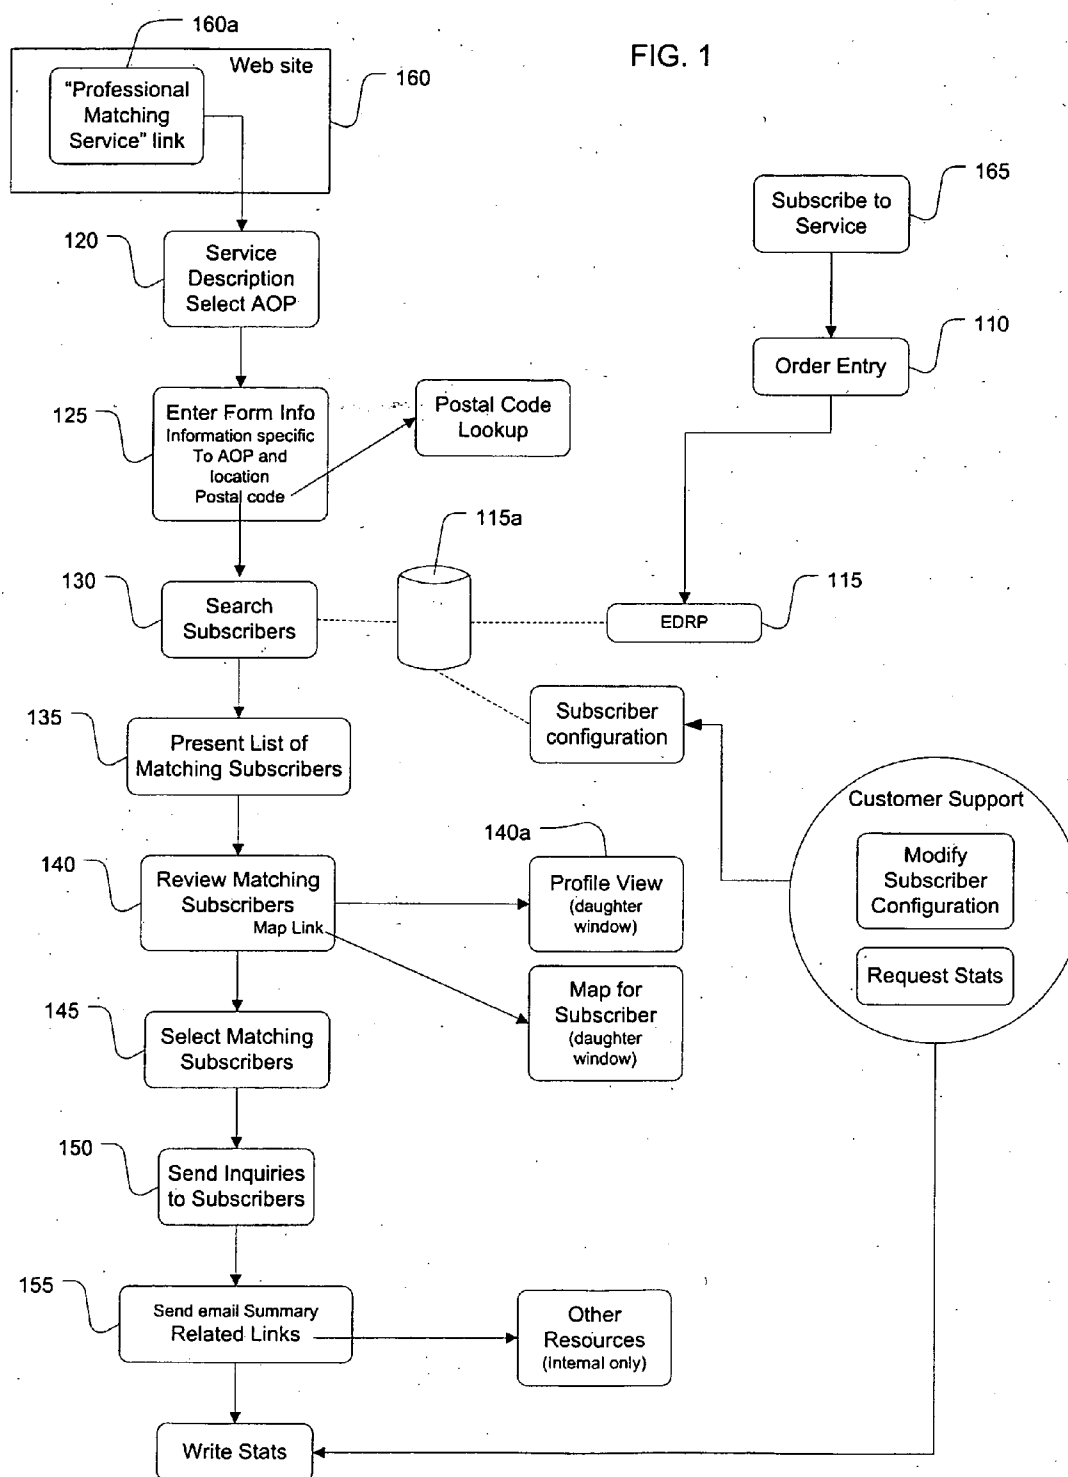 160a
FIG. 1
Web site
160
"Professional
Matching
Service" link
165
Subscribe to
Service
120
Service
Description
Select AOP
110
Order Entry
125
Enter Form Info
Information specific
To AOP and
location
Postal code
Postal Code
Lookup
115a
130
Search
Subscribers
115
EDRP
135
Present List of
Matching Subscribers
Subscriber
configuration
Customer Support
Modify
Subscriber
Configuration
Request Stats
140
Review Matching
Subscribers
Map Link
140a
Profile View
(daughter
window)
Map for
Subscriber
(daughter
window)
145
Select Matching
Subscribers
150
Send Inquiries
to Subscribers
155
Send email Summary
Related Links
Other
Resources
(Internal only)
Write Stats